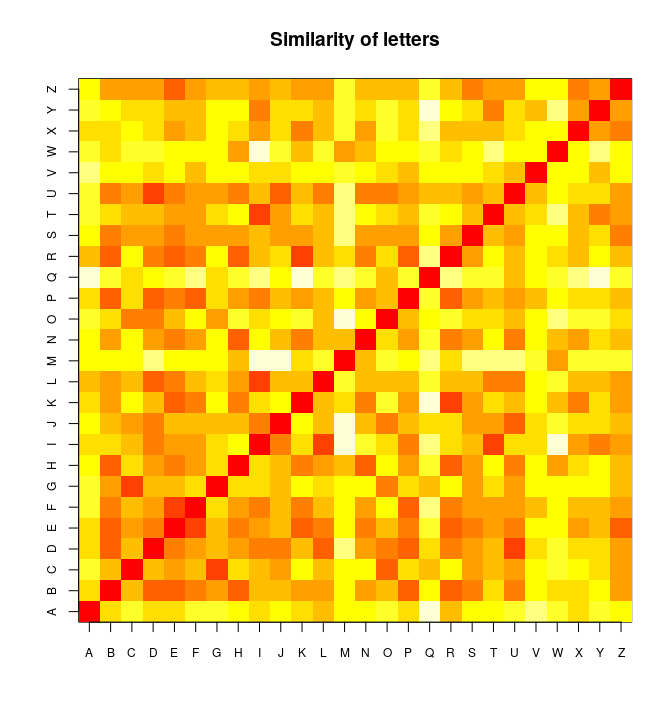 Similarity of letters
Z
Y
X
W
V
U
T
S
R
Q
P
O
N
M
L
K
J
I
H
G
F
E
D
C
B
A
A B C D E F G H I J K L M N O P Q R S T U V W X Y Z